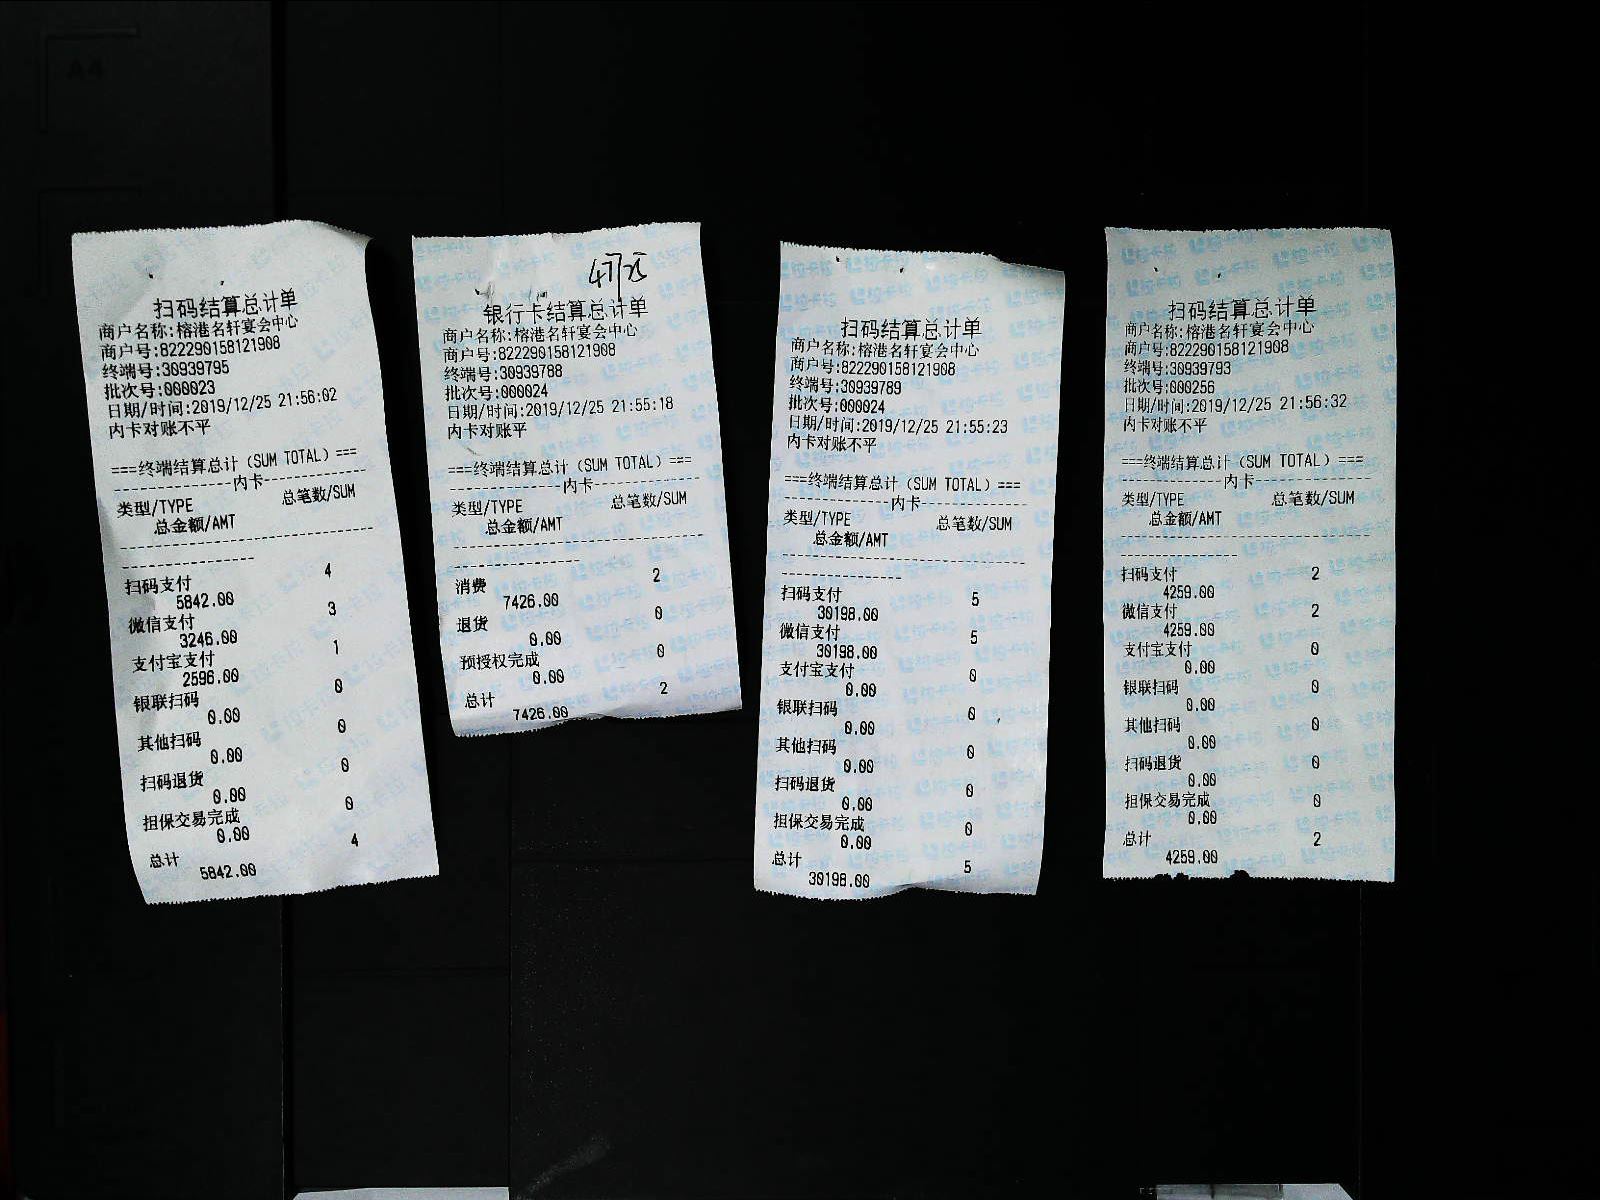 扫码结算总计单
商户名称:榕港名轩宴会中心
商户号:822290158121908
终端号:30939795
批次号:000023
日期/时间:2019/12/25 21:56:02
内卡对账不平
===终端结算总计（SUM TOTAL）===
内卡
类型/TYPE 总笔数/SUM
总金额/AMT
扫码支付 4
5842.00
微信支付 3
3246.00
支付宝支付 1
2596.00
银联扫码 0
0.00
其他扫码 0
0.00
扫码退货 0
0.00
担保交易完成 0
0.00
总计 4
5842.00
银行卡结算总计单
商户名称:榕港名轩宴会中心
商户号:822290158121908
终端号:30939788
批次号:000024
日期/时间:2019/12/25 21:55:18
内卡对账平
===终端结算总计（SUM TOTAL）===
内卡
类型/TYPE 总笔数/SUM
总金额/AMT
消费 2
7426.00
退货 0
0.00
预授权完成 0
0.00
总计 2
7426.00
扫码结算总计单
商户名称:榕港名轩宴会中心
商户号:822290158121908
终端号:30939789
批次号:000024
日期/时间:2019/12/25 21:55:23
内卡对账不平
===终端结算总计（SUM TOTAL）===
内卡
类型/TYPE 总笔数/SUM
总金额/AMT
扫码支付 5
30198.00
微信支付 5
30198.00
支付宝支付 0
0.00
银联扫码 0
0.00
其他扫码 0
0.00
扫码退货 0
0.00
担保交易完成 0
0.00
总计 5
30198.00
扫码结算总计单
商户名称:榕港名轩宴会中心
商户号:822290158121908
终端号:30939793
批次号:000256
日期/时间:2019/12/25 21:56:32
内卡对账不平
===终端结算总计（SUM TOTAL）===
内卡
类型/TYPE 总笔数/SUM
总金额/AMT
扫码支付 2
4259.00
微信支付 2
4259.00
支付宝支付 0
0.00
银联扫码 0
0.00
其他扫码 0
0.00
扫码退货 0
0.00
担保交易完成 0
0.00
总计 2
4259.00